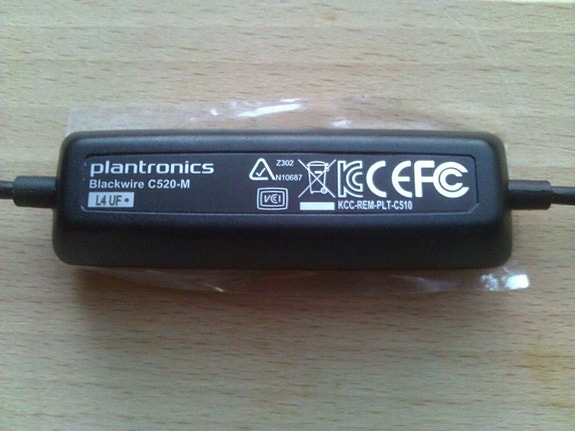 plantronics
Blackwire C520-M
L4 UF *
Z302
N10687
VCI
KC CE FC
KCC-REM-PLT-C510